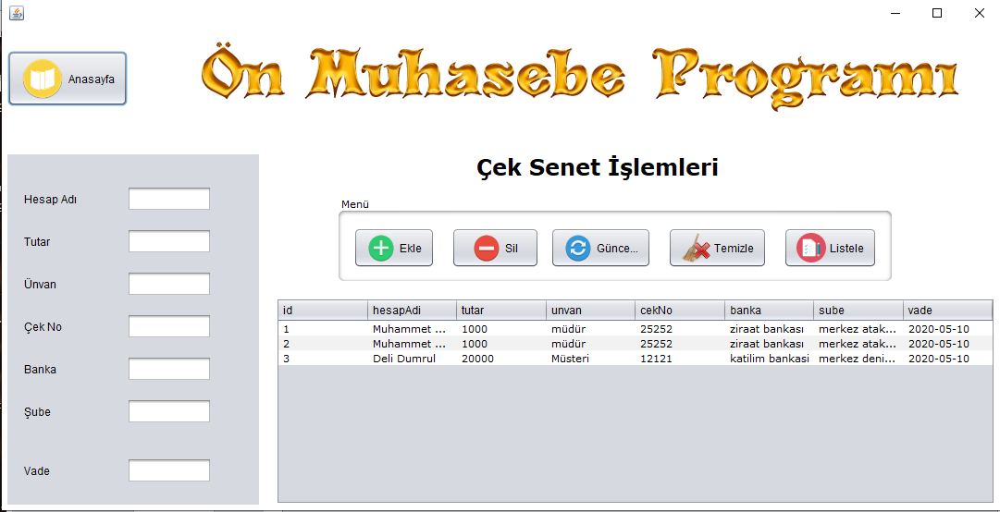 Ön Muhasebe Programı
Anasayfa
Çek Senet İşlemleri
Hesap Adı
Tutar
Ünvan
Çek No
Banka
Şube
Vade
Menü
Ekle Sil Günce... Temizle Listele
id hesapAdi tutar unvan cekNo banka sube vade
1 Muhammet ... 1000 müdür 25252 ziraat bankası merkez atak... 2020-05-10
2 Muhammet ... 1000 müdür 25252 ziraat bankası merkez atak... 2020-05-10
3 Deli Dumrul 20000 Müsteri 12121 katilim bankasi merkez deni... 2020-05-10